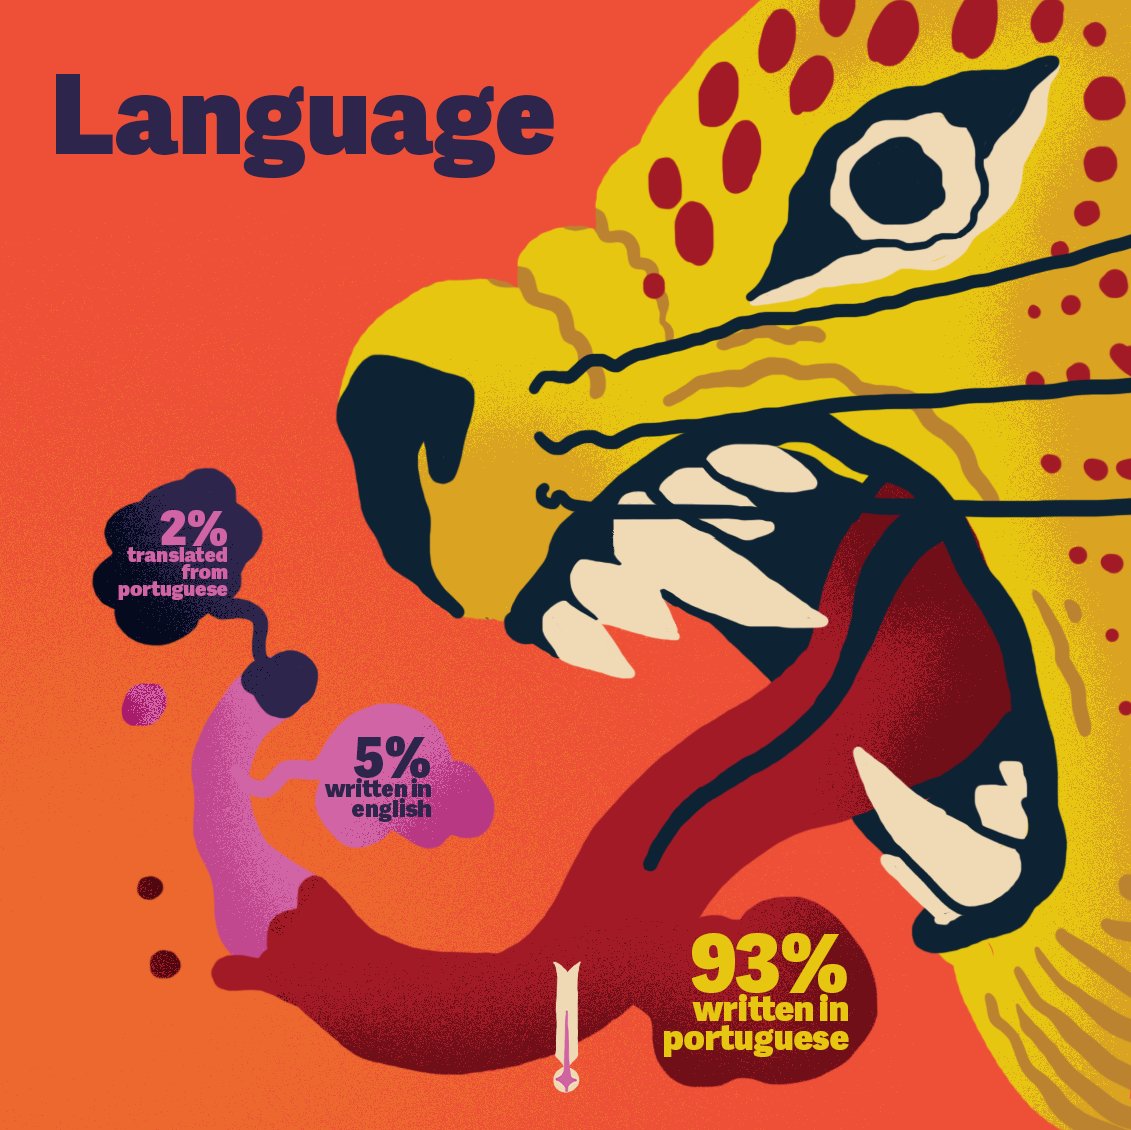 Language
2%
translated
from
portuguese
5%
written in
english
93%
written in
portuguese